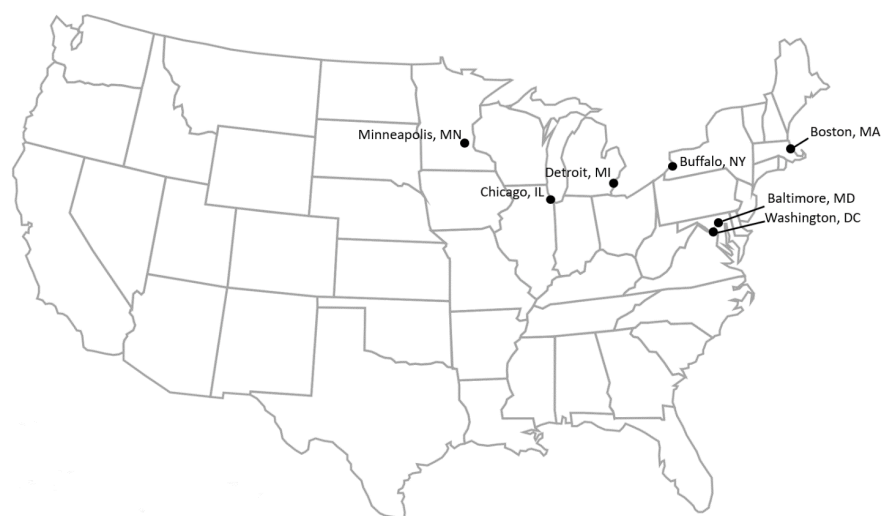 Minneapolis, MN
Boston, MA
Buffalo, NY
Detroit, MI
Chicago, IL
Baltimore, MD
Washington, DC